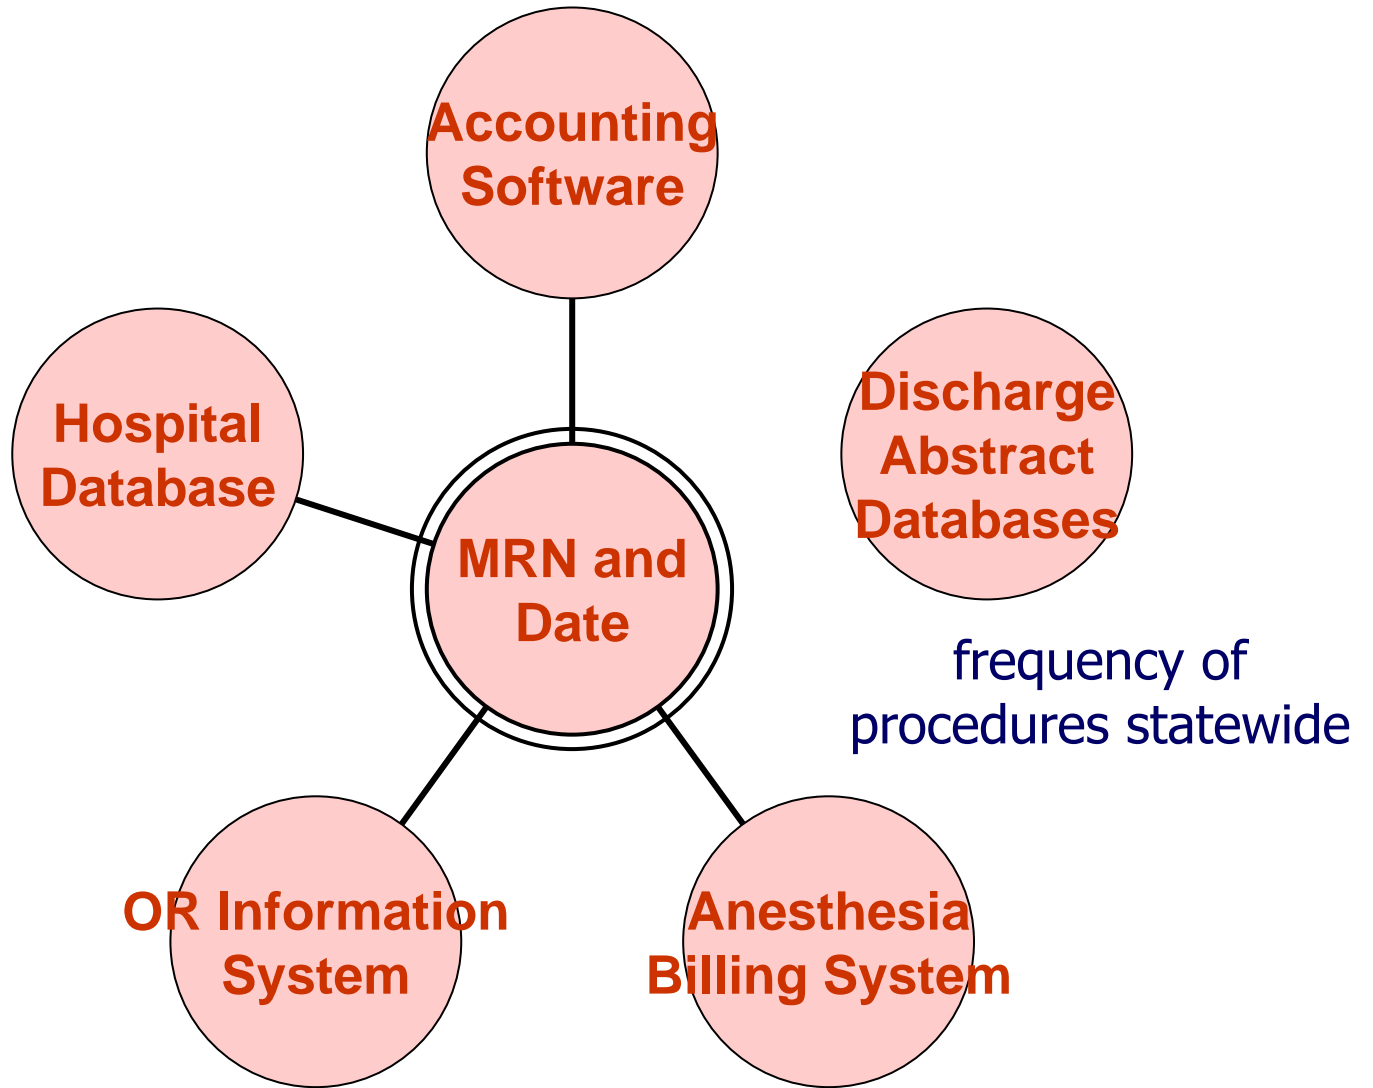 Accounting
Software
Hospital
Database
Discharge
Abstract
Databases
MRN and
Date
frequency of
procedures statewide
OR Information
System
Anesthesia
Billing System